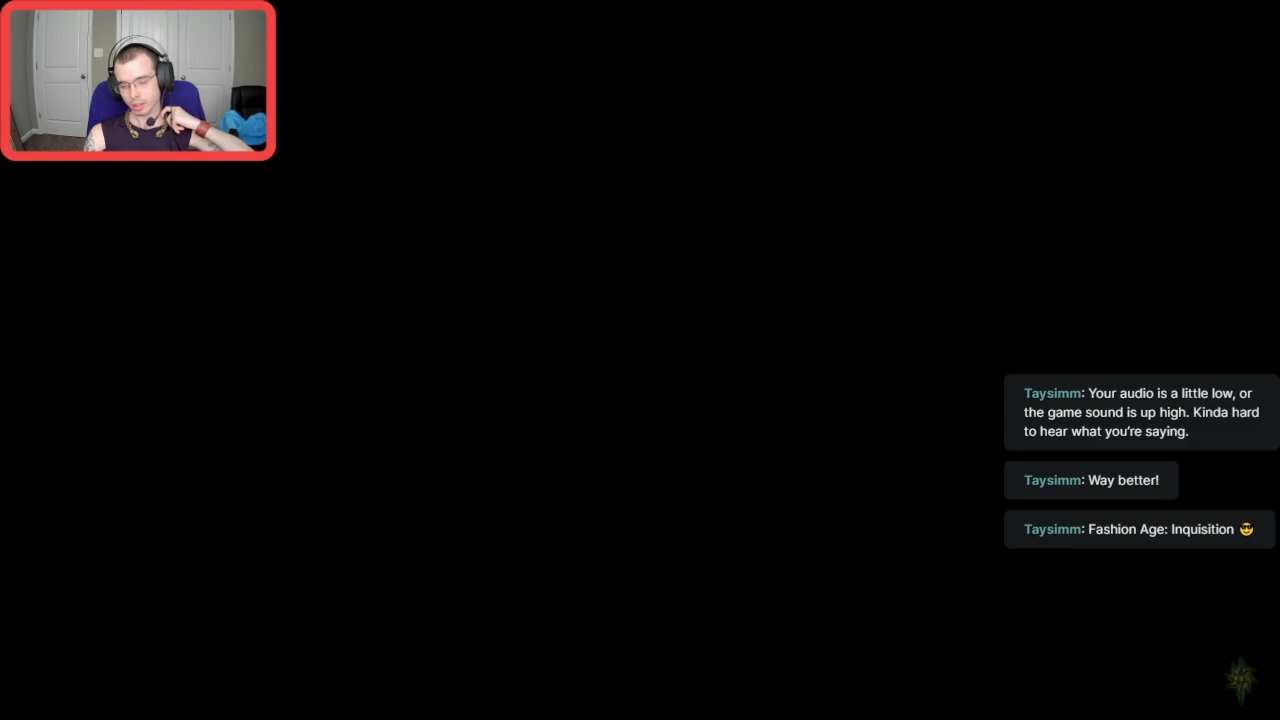 Taysimm: Your audio is a little low, or
the game sound is up high. Kinda hard
to hear what you're saying.
Taysimm: Way better!
Taysimm: Fashion Age: Inquisition 😎